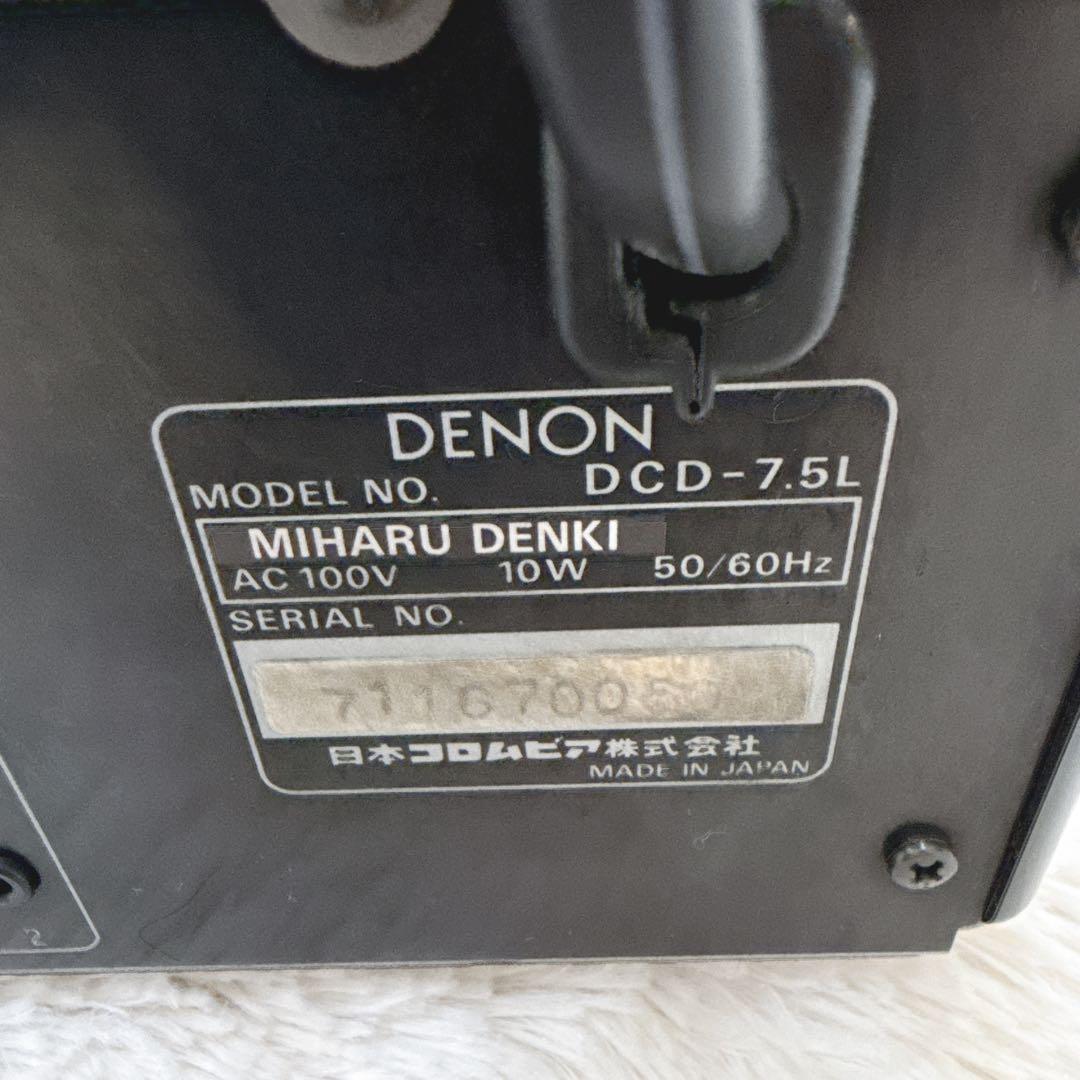 DENON
MODEL NO. DCD-7.5L
MIHARU DENKI
AC 100V 10W 50/60Hz
SERIAL NO.
日本コロムビア株式会社
MADE IN JAPAN
2